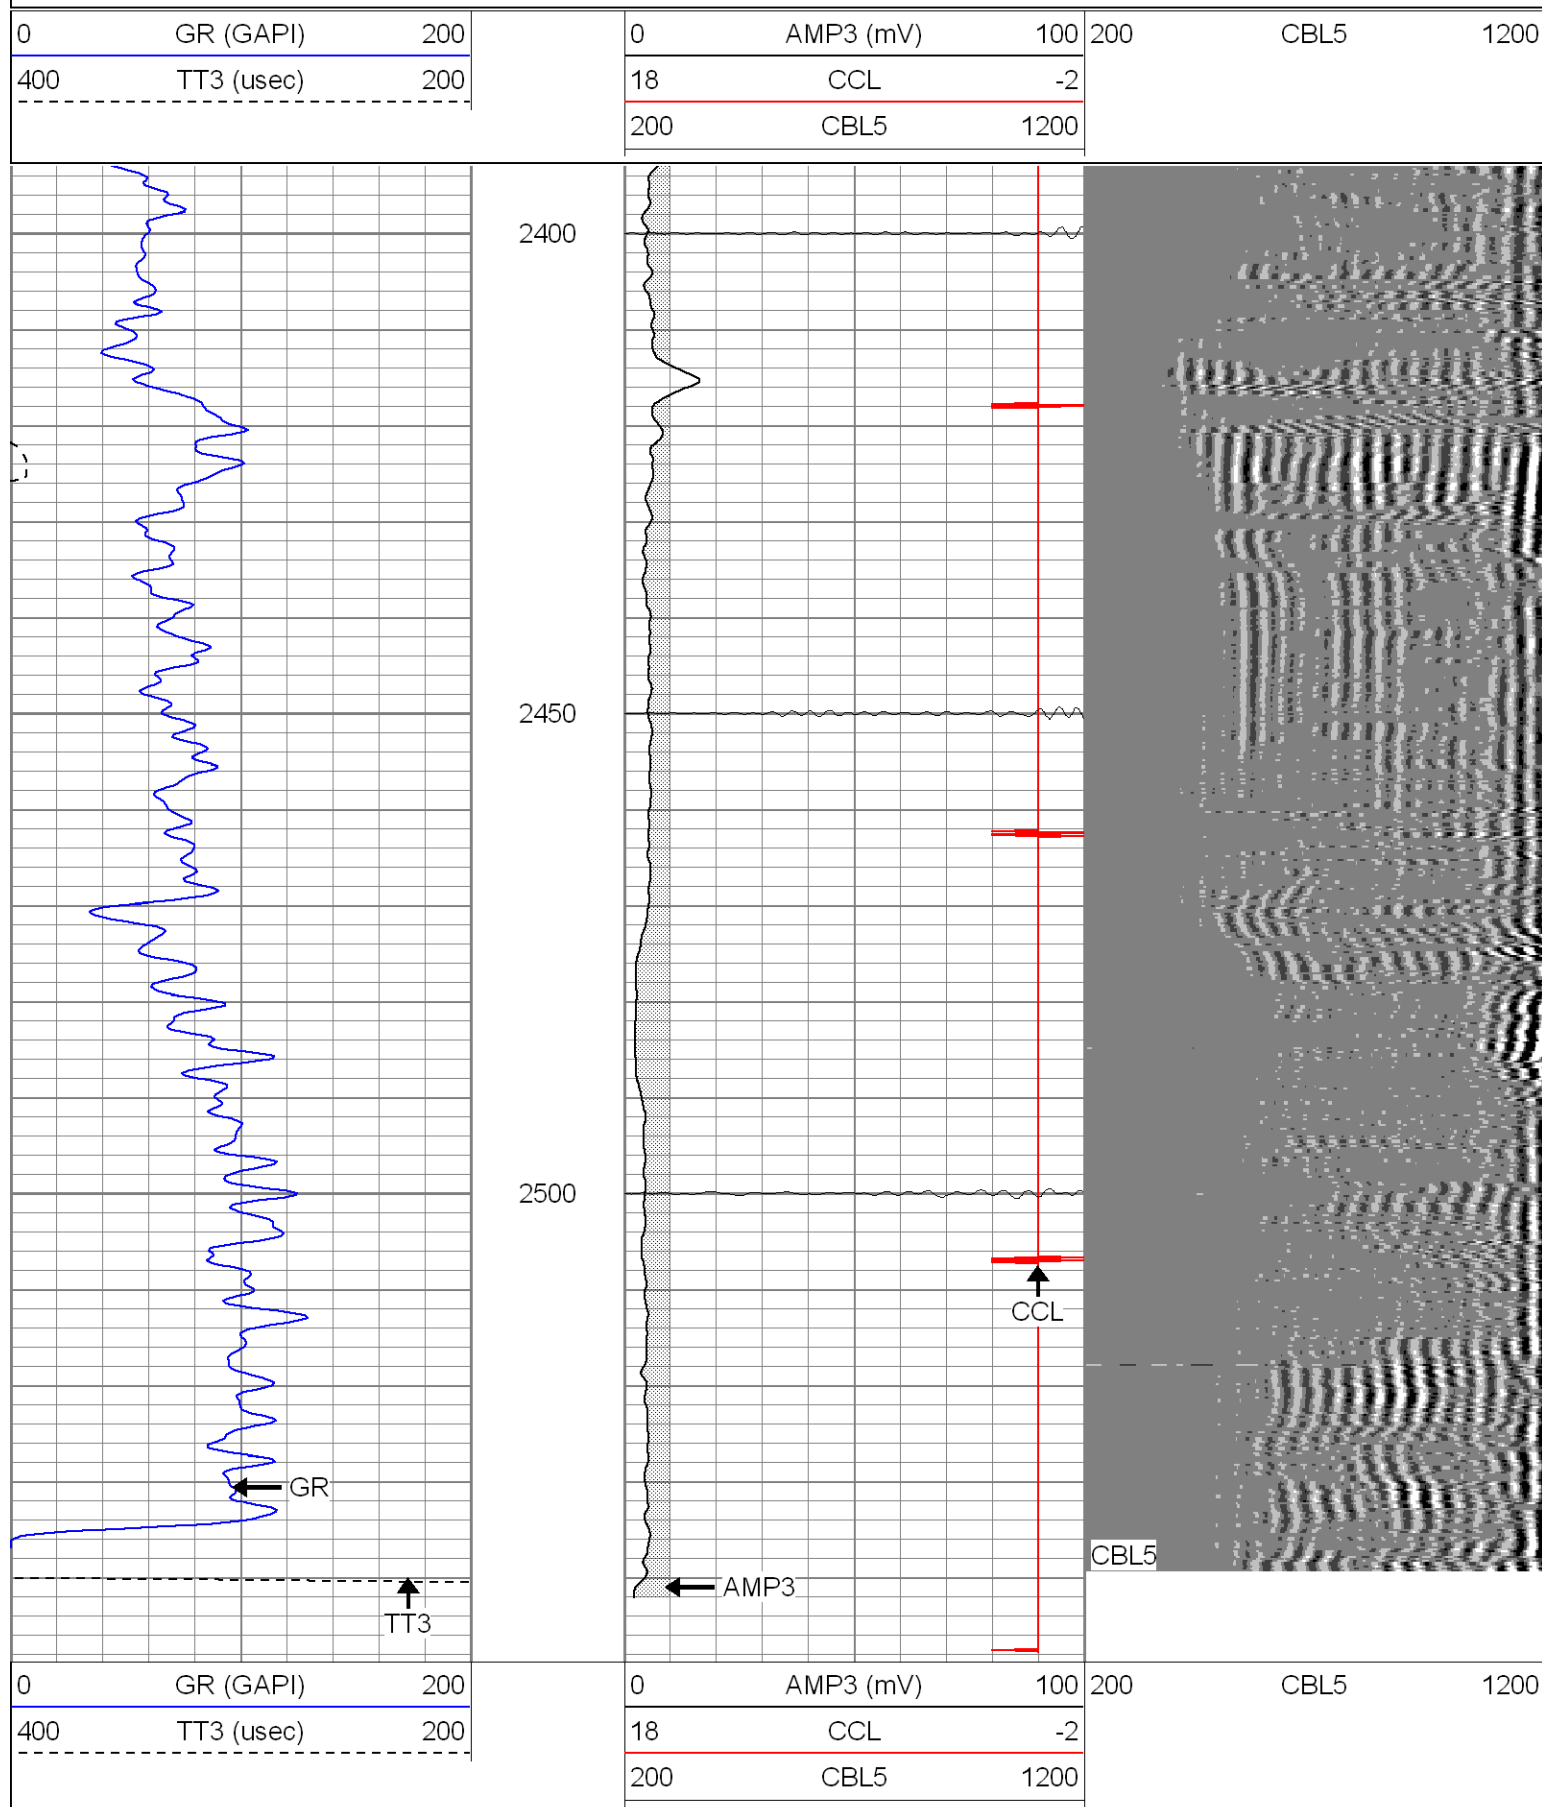 0 GR (GAPI) 200 0 AMP3 (mV) 100 200 CBL5 1200
400 TT3 (usec) 200 18 CCL -2
200 CBL5 1200
2400
2450
2500
CCL
GR
CBL5
AMP3
TT3
0 GR (GAPI) 200 0 AMP3 (mV) 100 200 CBL5 1200
400 TT3 (usec) 200 18 CCL -2
200 CBL5 1200